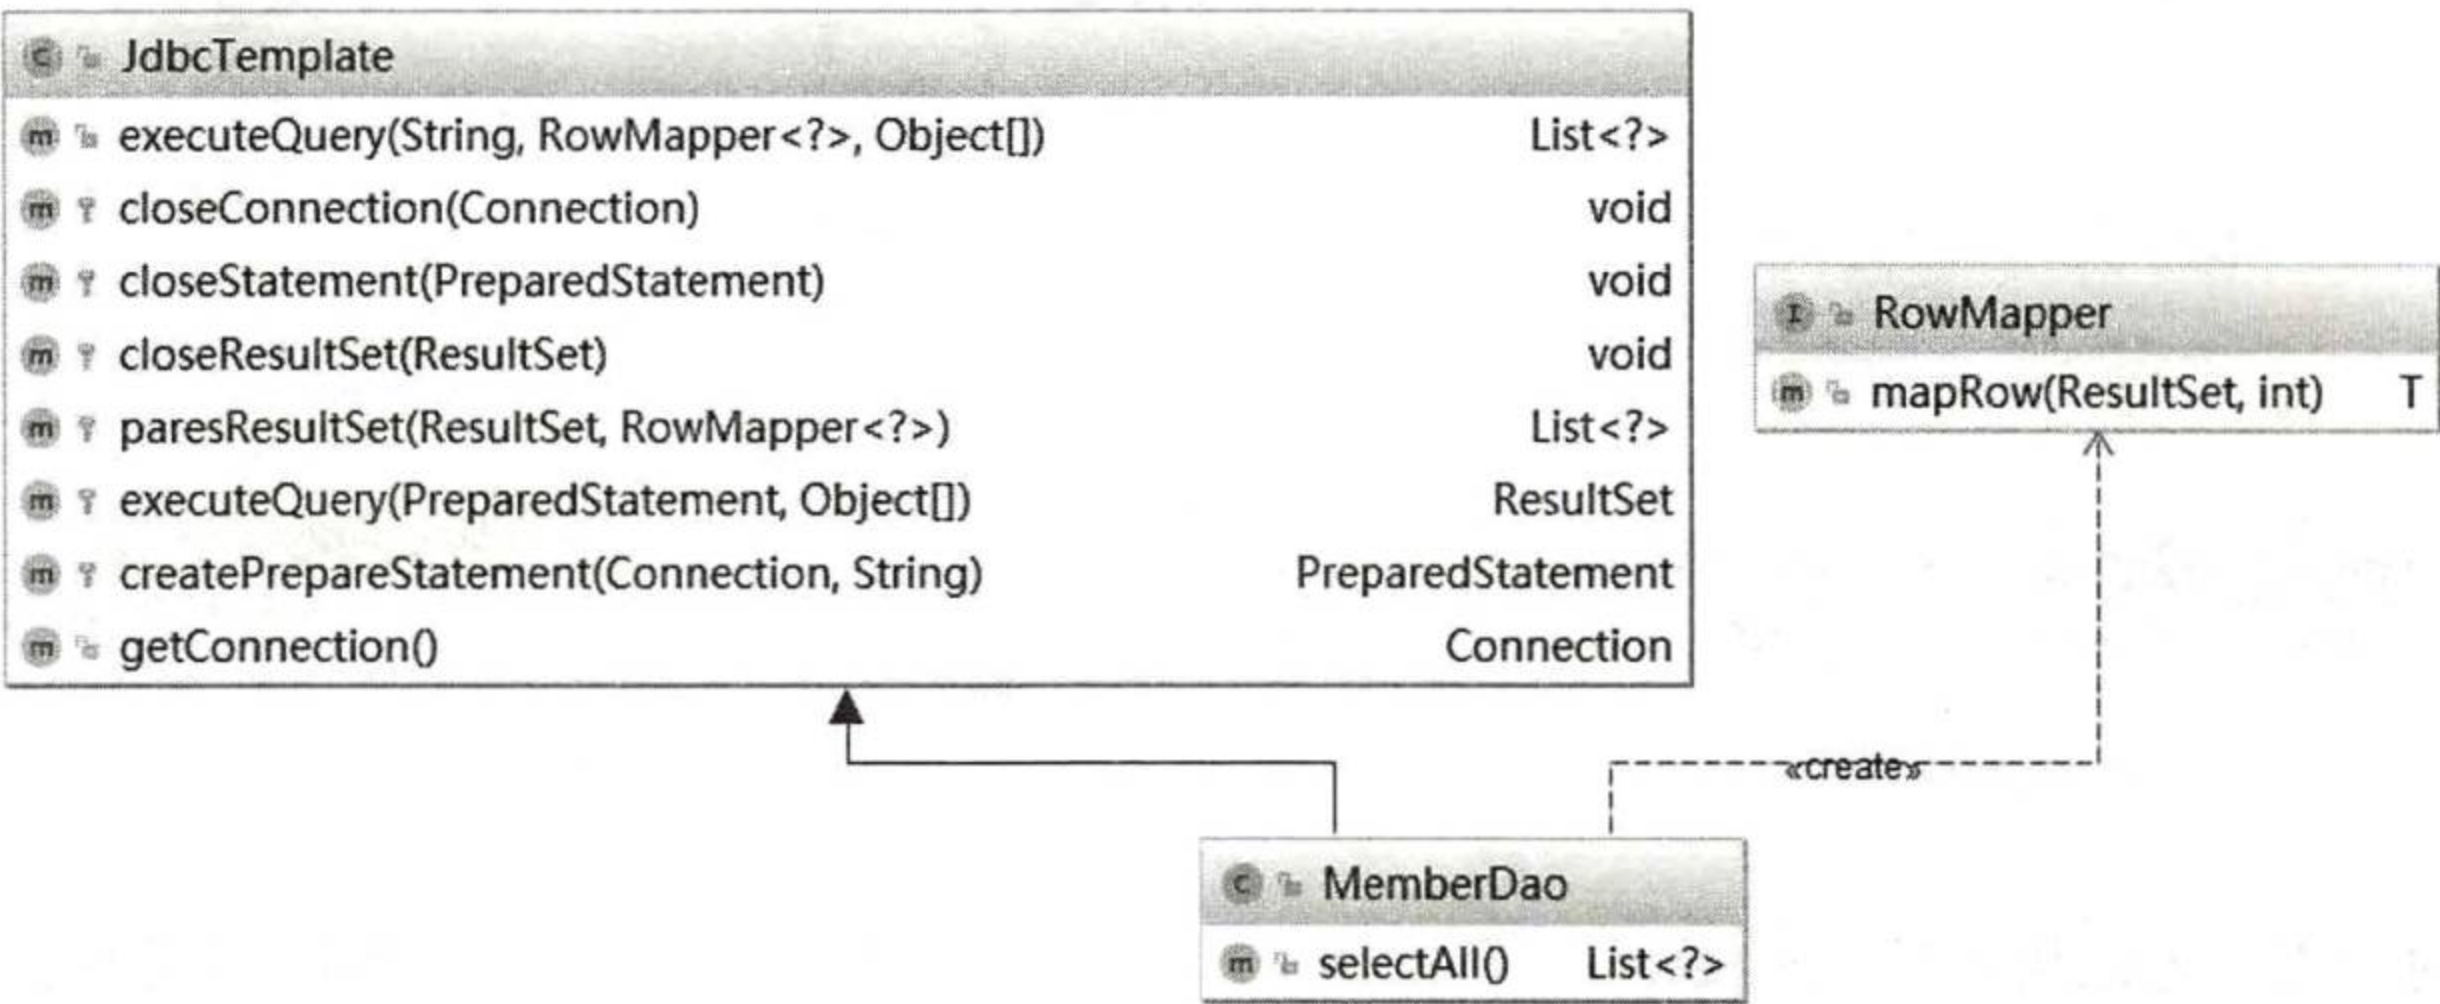 JdbcTemplate
executeQuery(String, RowMapper<?>, Object[]) List<?>
closeConnection(Connection) void
closeStatement(PreparedStatement) void
closeResultSet(ResultSet) void
paresResultSet(ResultSet, RowMapper<?>) List<?>
executeQuery(PreparedStatement, Object[]) ResultSet
createPrepareStatement(Connection, String) PreparedStatement
getConnection() Connection
RowMapper
mapRow(ResultSet, int) T
«create»
MemberDao
selectAll() List<?>